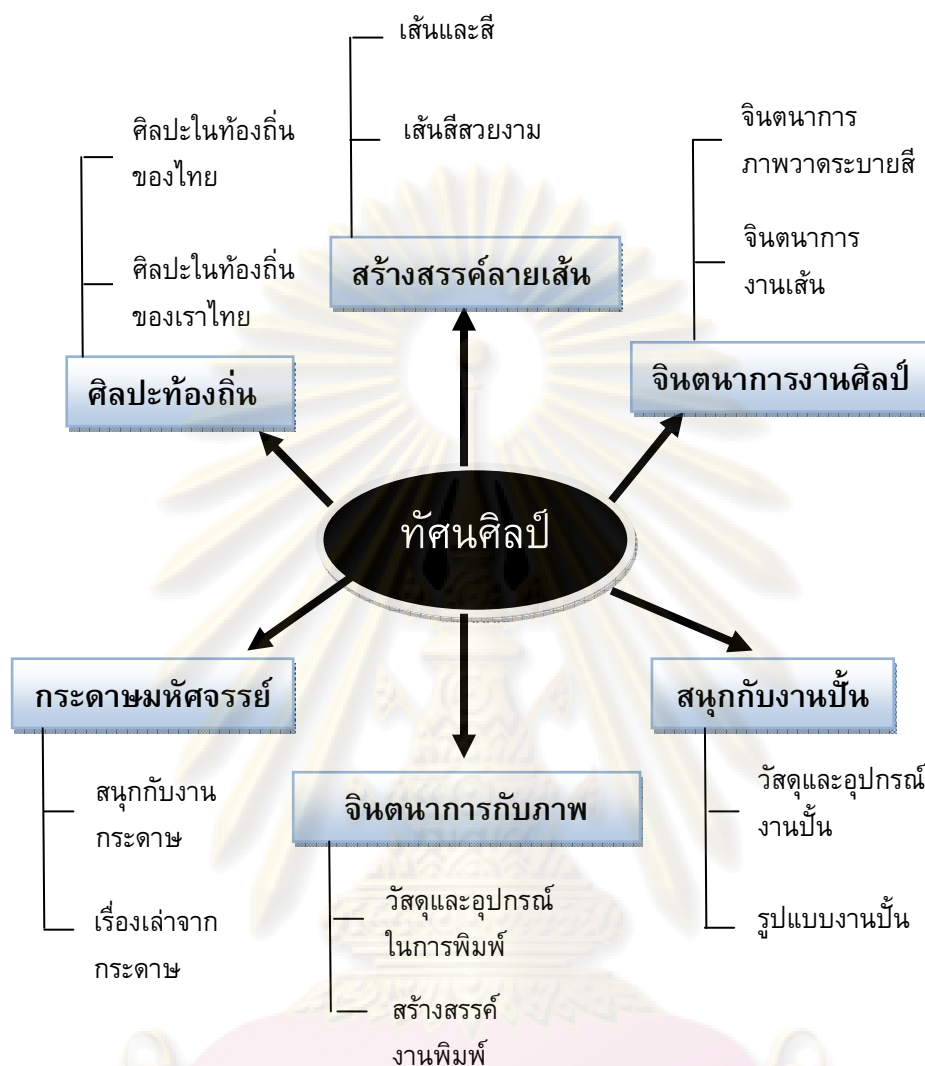 เส้นและสี
เส้นสีสวยงาม
สร้างสรรค์ลายเส้น
ศิลปะในท้องถิ่น
ของไทย
ศิลปะในท้องถิ่น
ของเราไทย
ศิลปะท้องถิ่น
จินตนาการ
ภาพวาดระบายสี
จินตนาการ
งานเส้น
จินตนาการงานศิลป์
ทัศนศิลป์
กระดาษมหัศจรรย์
สนุกกับงาน
กระดาษ
เรื่องเล่าจาก
กระดาษ
จินตนาการกับภาพ
วัสดุและอุปกรณ์
ในการพิมพ์
สร้างสรรค์
งานพิมพ์
สนุกกับงานปั้น
วัสดุและอุปกรณ์
งานปั้น
รูปแบบงานปั้น